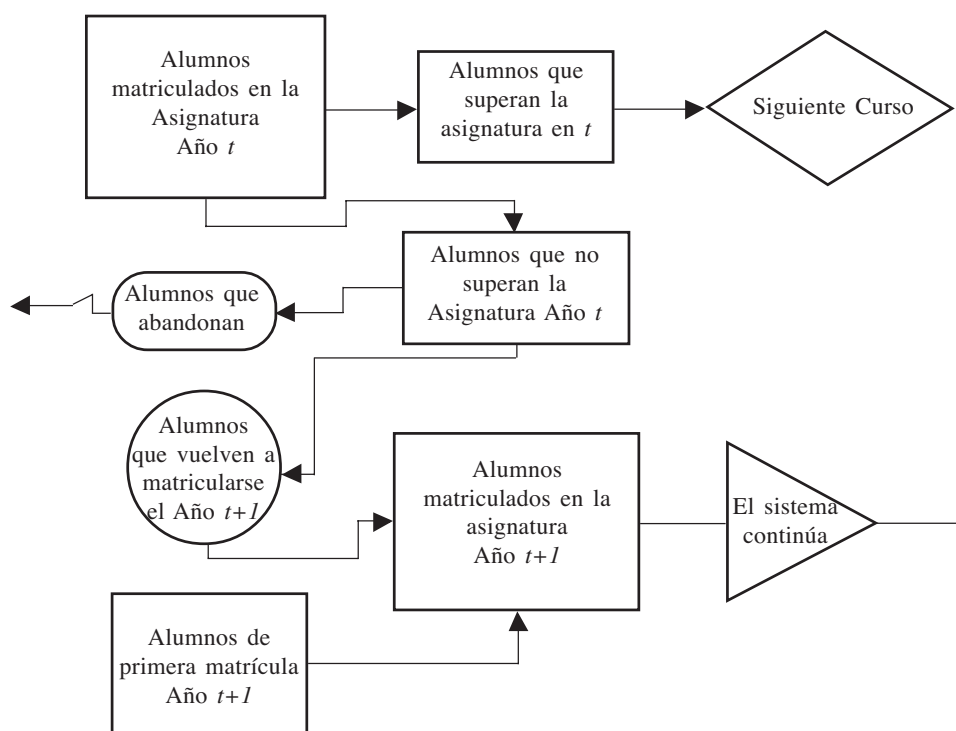 Alumnos
matriculados en la
Asignatura
Año t
Alumnos que
superan la
asignatura en t
Siguiente Curso
Alumnos que no
superan la
Asignatura Año t
Alumnos que
abandonan
Alumnos
que vuelven a
matricularse
el Año t+1
Alumnos
matriculados en la
asignatura
Año t+1
El sistema
continúa
Alumnos de
primera matrícula
Año t+1